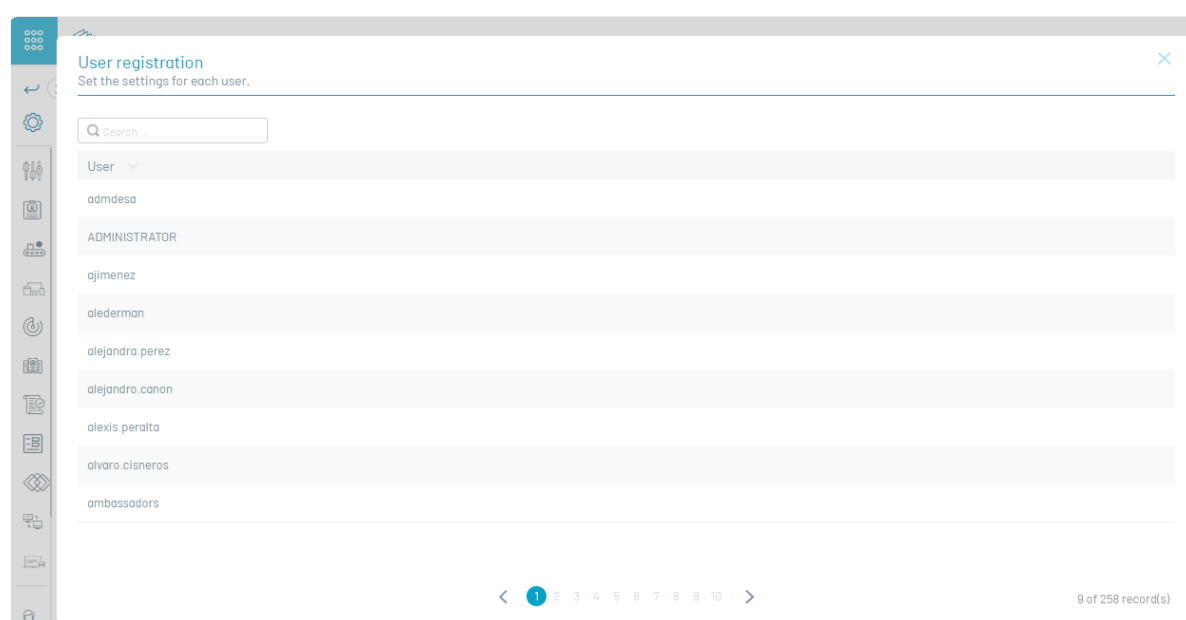 User registration
Set the settings for each user.
Search...
User
admdesa
ADMINISTRATOR
ajimenez
alederman
alejandra.perez
alejandro.canon
alexis.peralta
alvaro.cisneros
ambassadors
1 2 3 4 5 6 7 8 9 10
9 of 258 record(s)